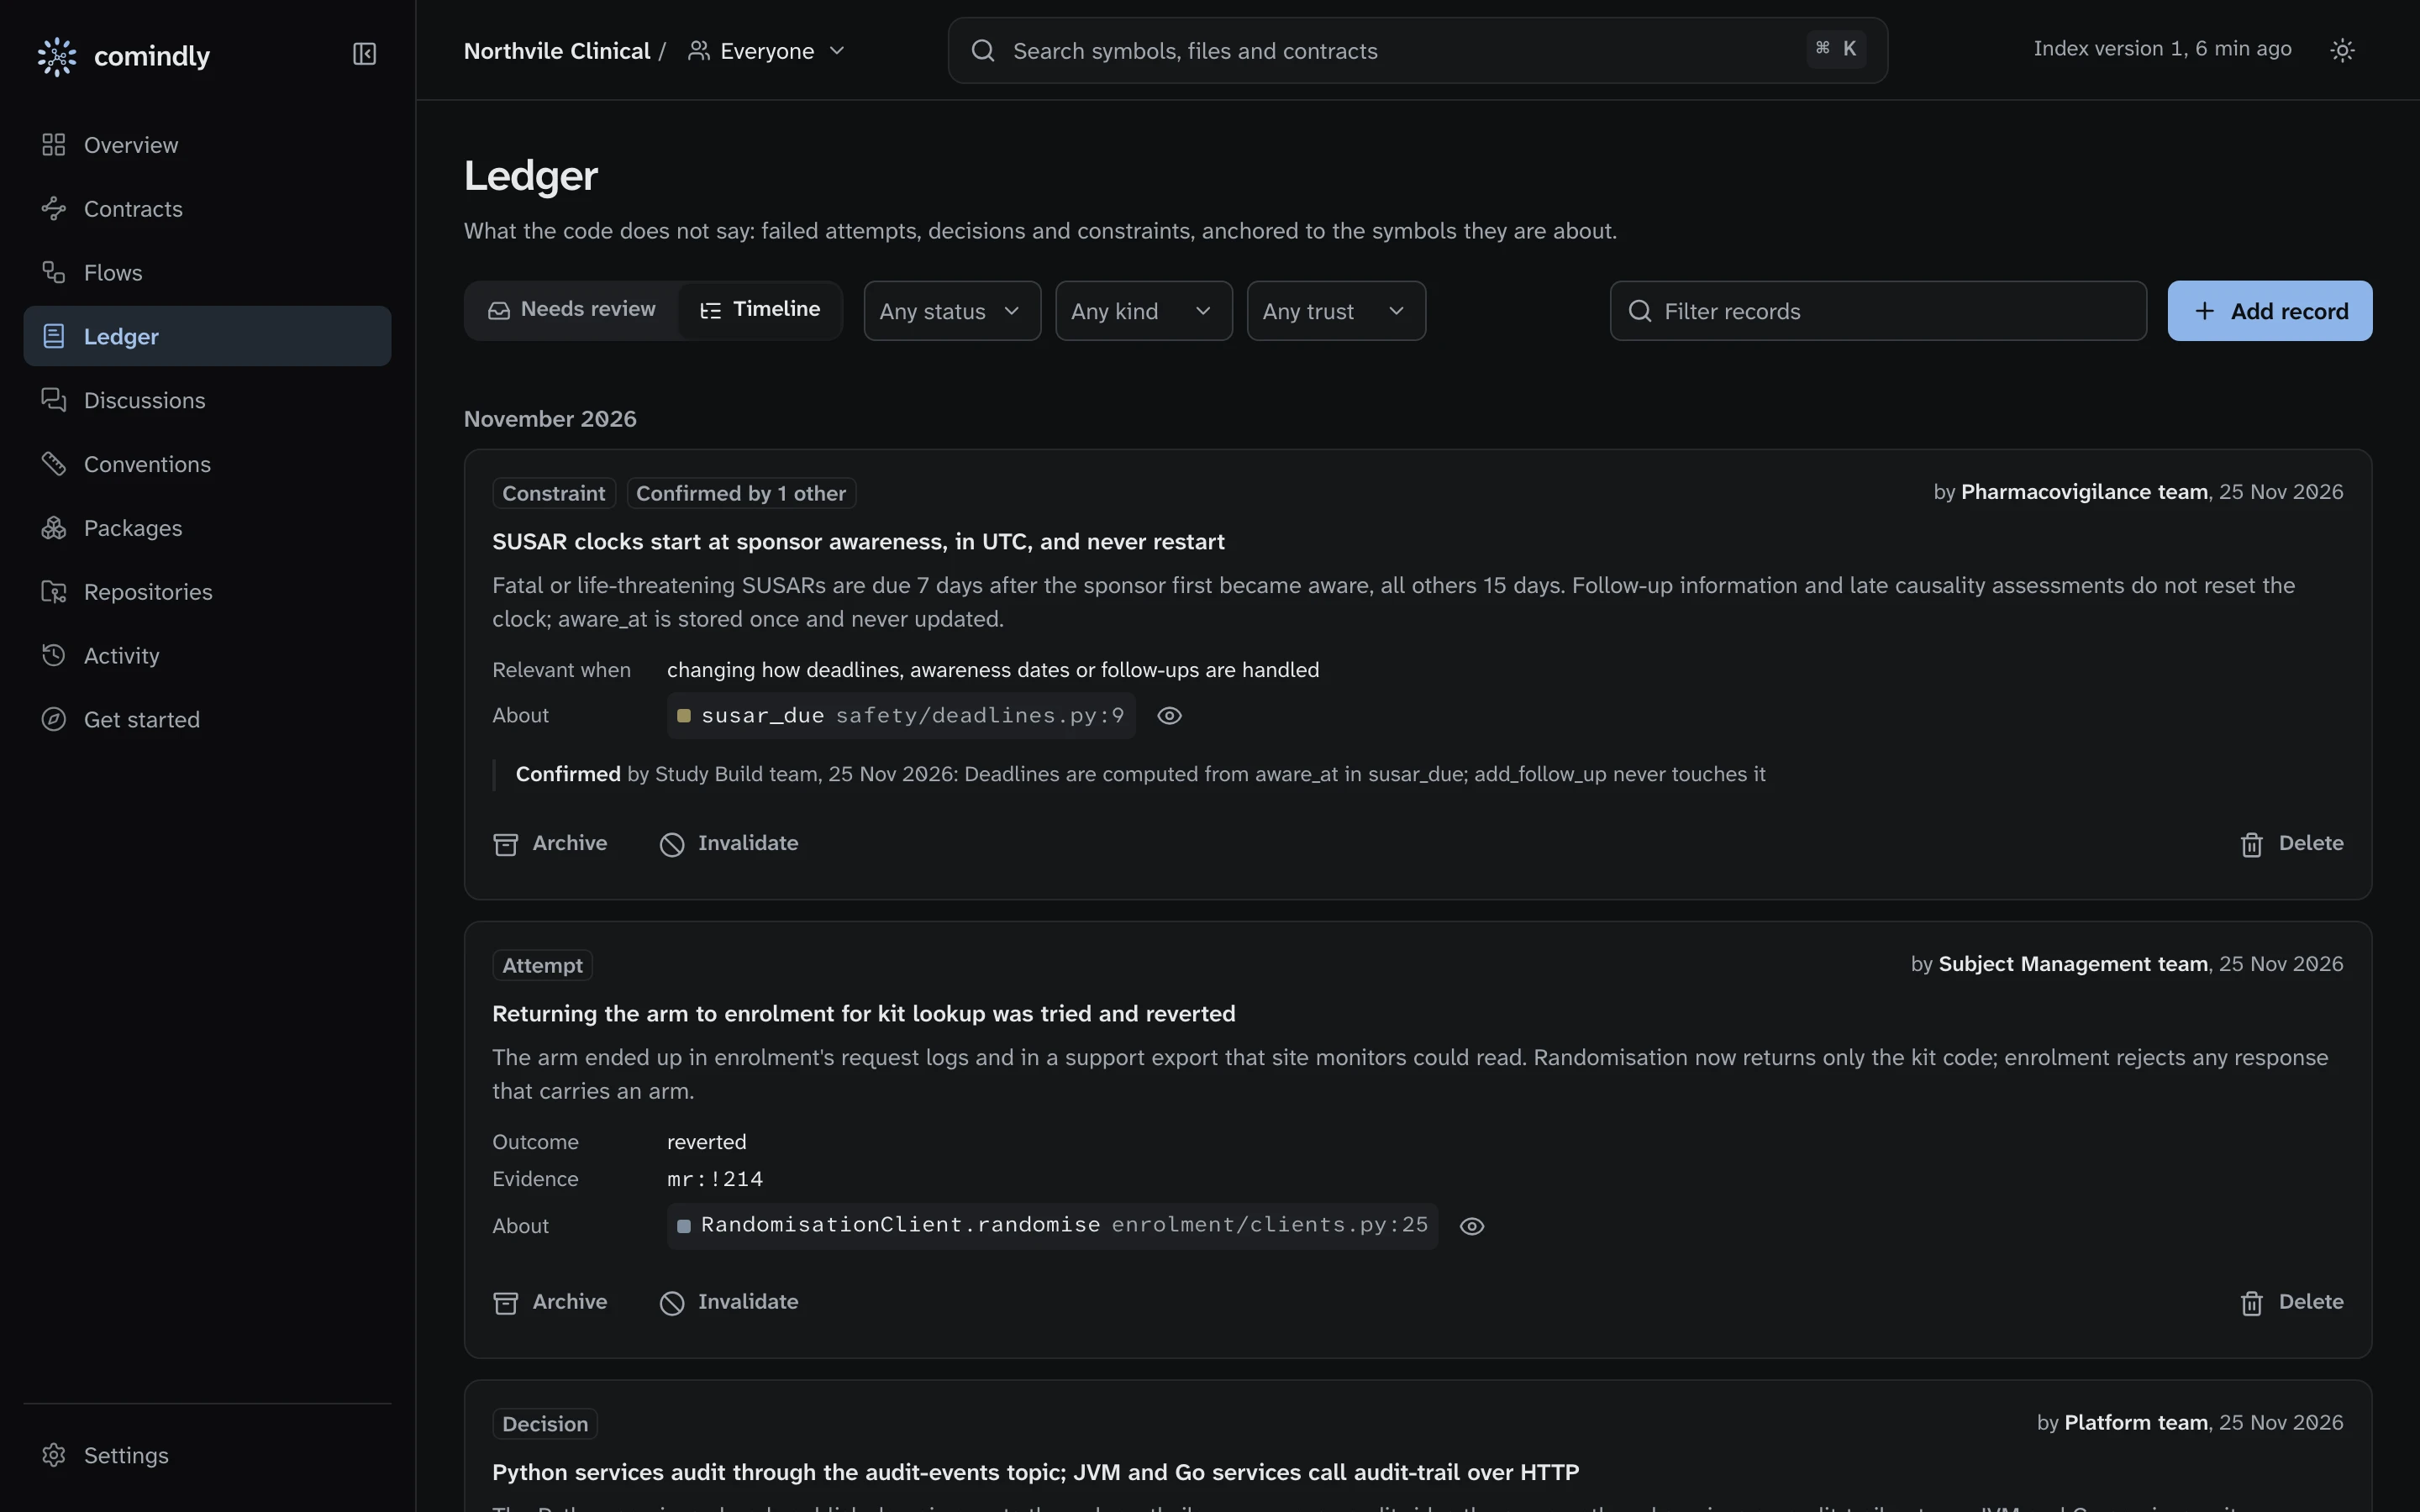 comindly
Northvile Clinical / Everyone
Search symbols, files and contracts
⌘ K
Index version 1, 6 min ago
Overview
Contracts
Flows
Ledger
Discussions
Conventions
Packages
Repositories
Activity
Get started
Settings
Ledger
What the code does not say: failed attempts, decisions and constraints, anchored to the symbols they are about.
Needs review
Timeline
Any status
Any kind
Any trust
Filter records
Add record
November 2026
Constraint
Confirmed by 1 other
by Pharmacovigilance team, 25 Nov 2026
SUSAR clocks start at sponsor awareness, in UTC, and never restart
Fatal or life-threatening SUSARs are due 7 days after the sponsor first became aware, all others 15 days. Follow-up information and late causality assessments do not reset the
clock; aware_at is stored once and never updated.
Relevant when changing how deadlines, awareness dates or follow-ups are handled
About susar_due safety/deadlines.py:9
Confirmed by Study Build team, 25 Nov 2026: Deadlines are computed from aware_at in susar_due; add_follow_up never touches it
Archive
Invalidate
Delete
Attempt
by Subject Management team, 25 Nov 2026
Returning the arm to enrolment for kit lookup was tried and reverted
The arm ended up in enrolment's request logs and in a support export that site monitors could read. Randomisation now returns only the kit code; enrolment rejects any response
that carries an arm.
Outcome reverted
Evidence mr:!214
About RandomisationClient.randomise enrolment/clients.py:25
Archive
Invalidate
Delete
Decision
by Platform team, 25 Nov 2026
Python services audit through the audit-events topic; JVM and Go services call audit-trail over HTTP